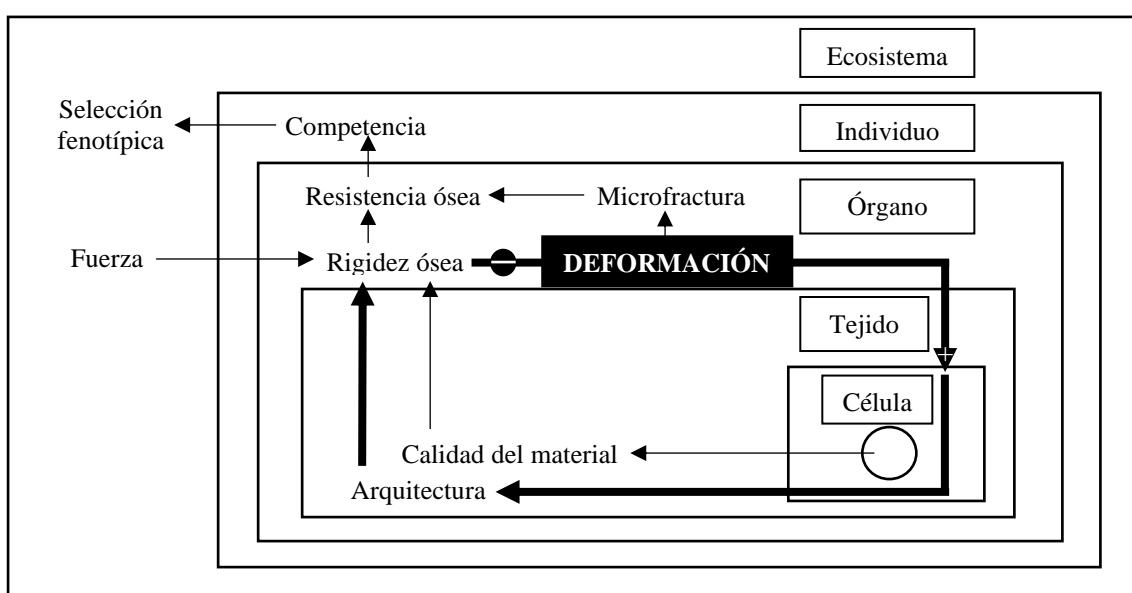 Ecosistema
Selección
fenotípica
Competencia
Individuo
Resistencia ósea
Microfractura
Órgano
Fuerza
Rigidez ósea
DEFORMACIÓN
Tejido
Célula
Calidad del material
Arquitectura